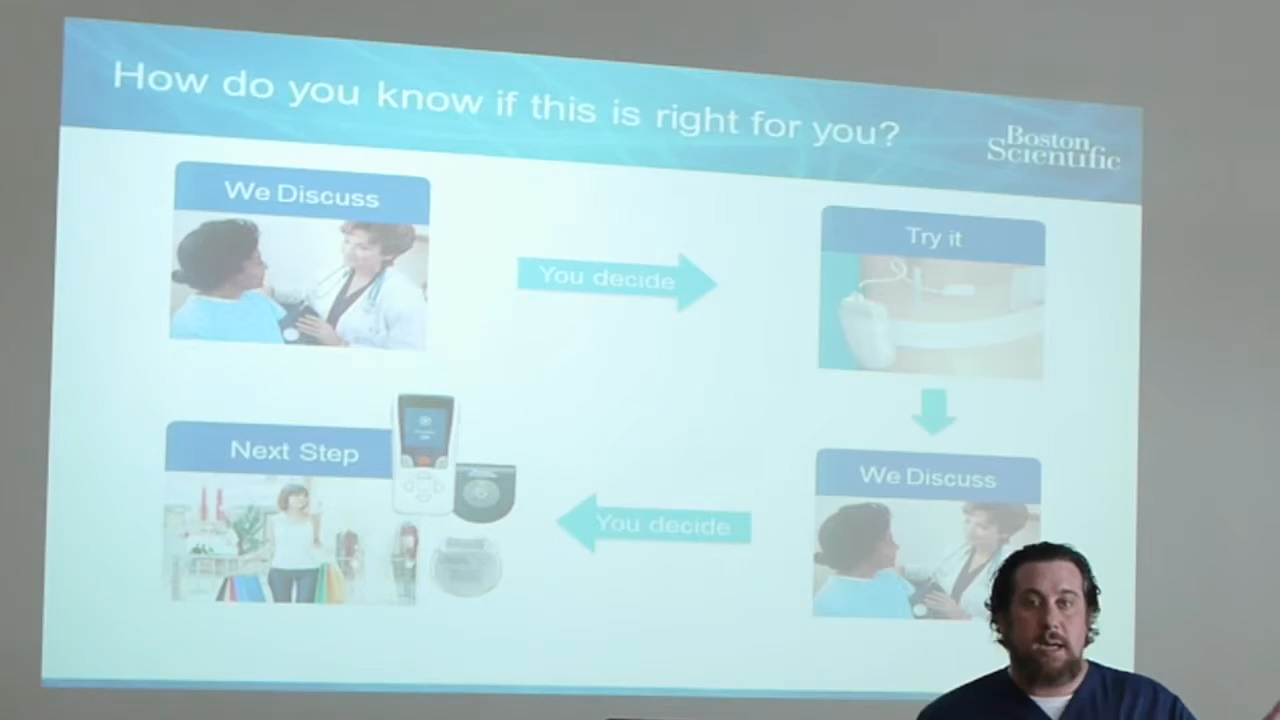 How do you know if this is right for you?
Boston
Scientific
We Discuss
You decide
Try it
Next Step
You decide
We Discuss